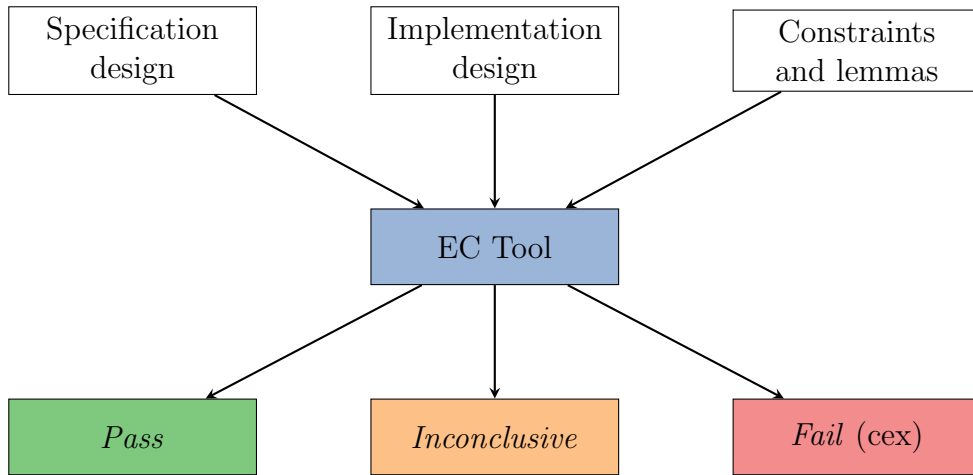 Specification
design
Implementation
design
Constraints
and lemmas
EC Tool
Pass
Inconclusive
Fail (cex)